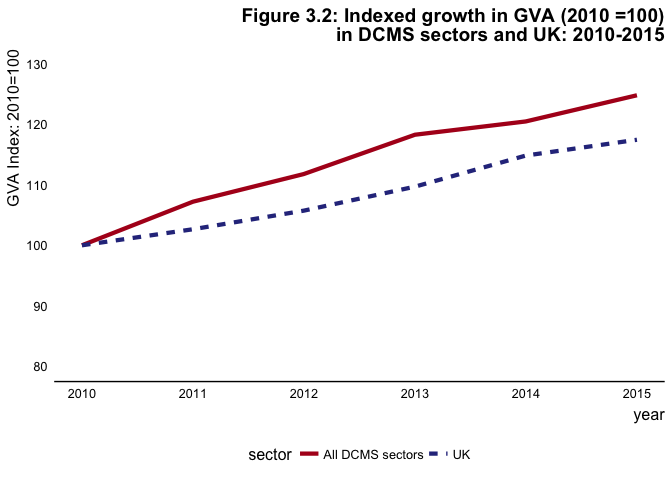 Figure 3.2: Indexed growth in GVA (2010 =100)
in DCMS sectors and UK: 2010-2015
GVA Index: 2010=100
130
120
110
100
90
80
2010 2011 2012 2013 2014 2015
year
sector All DCMS sectors UK